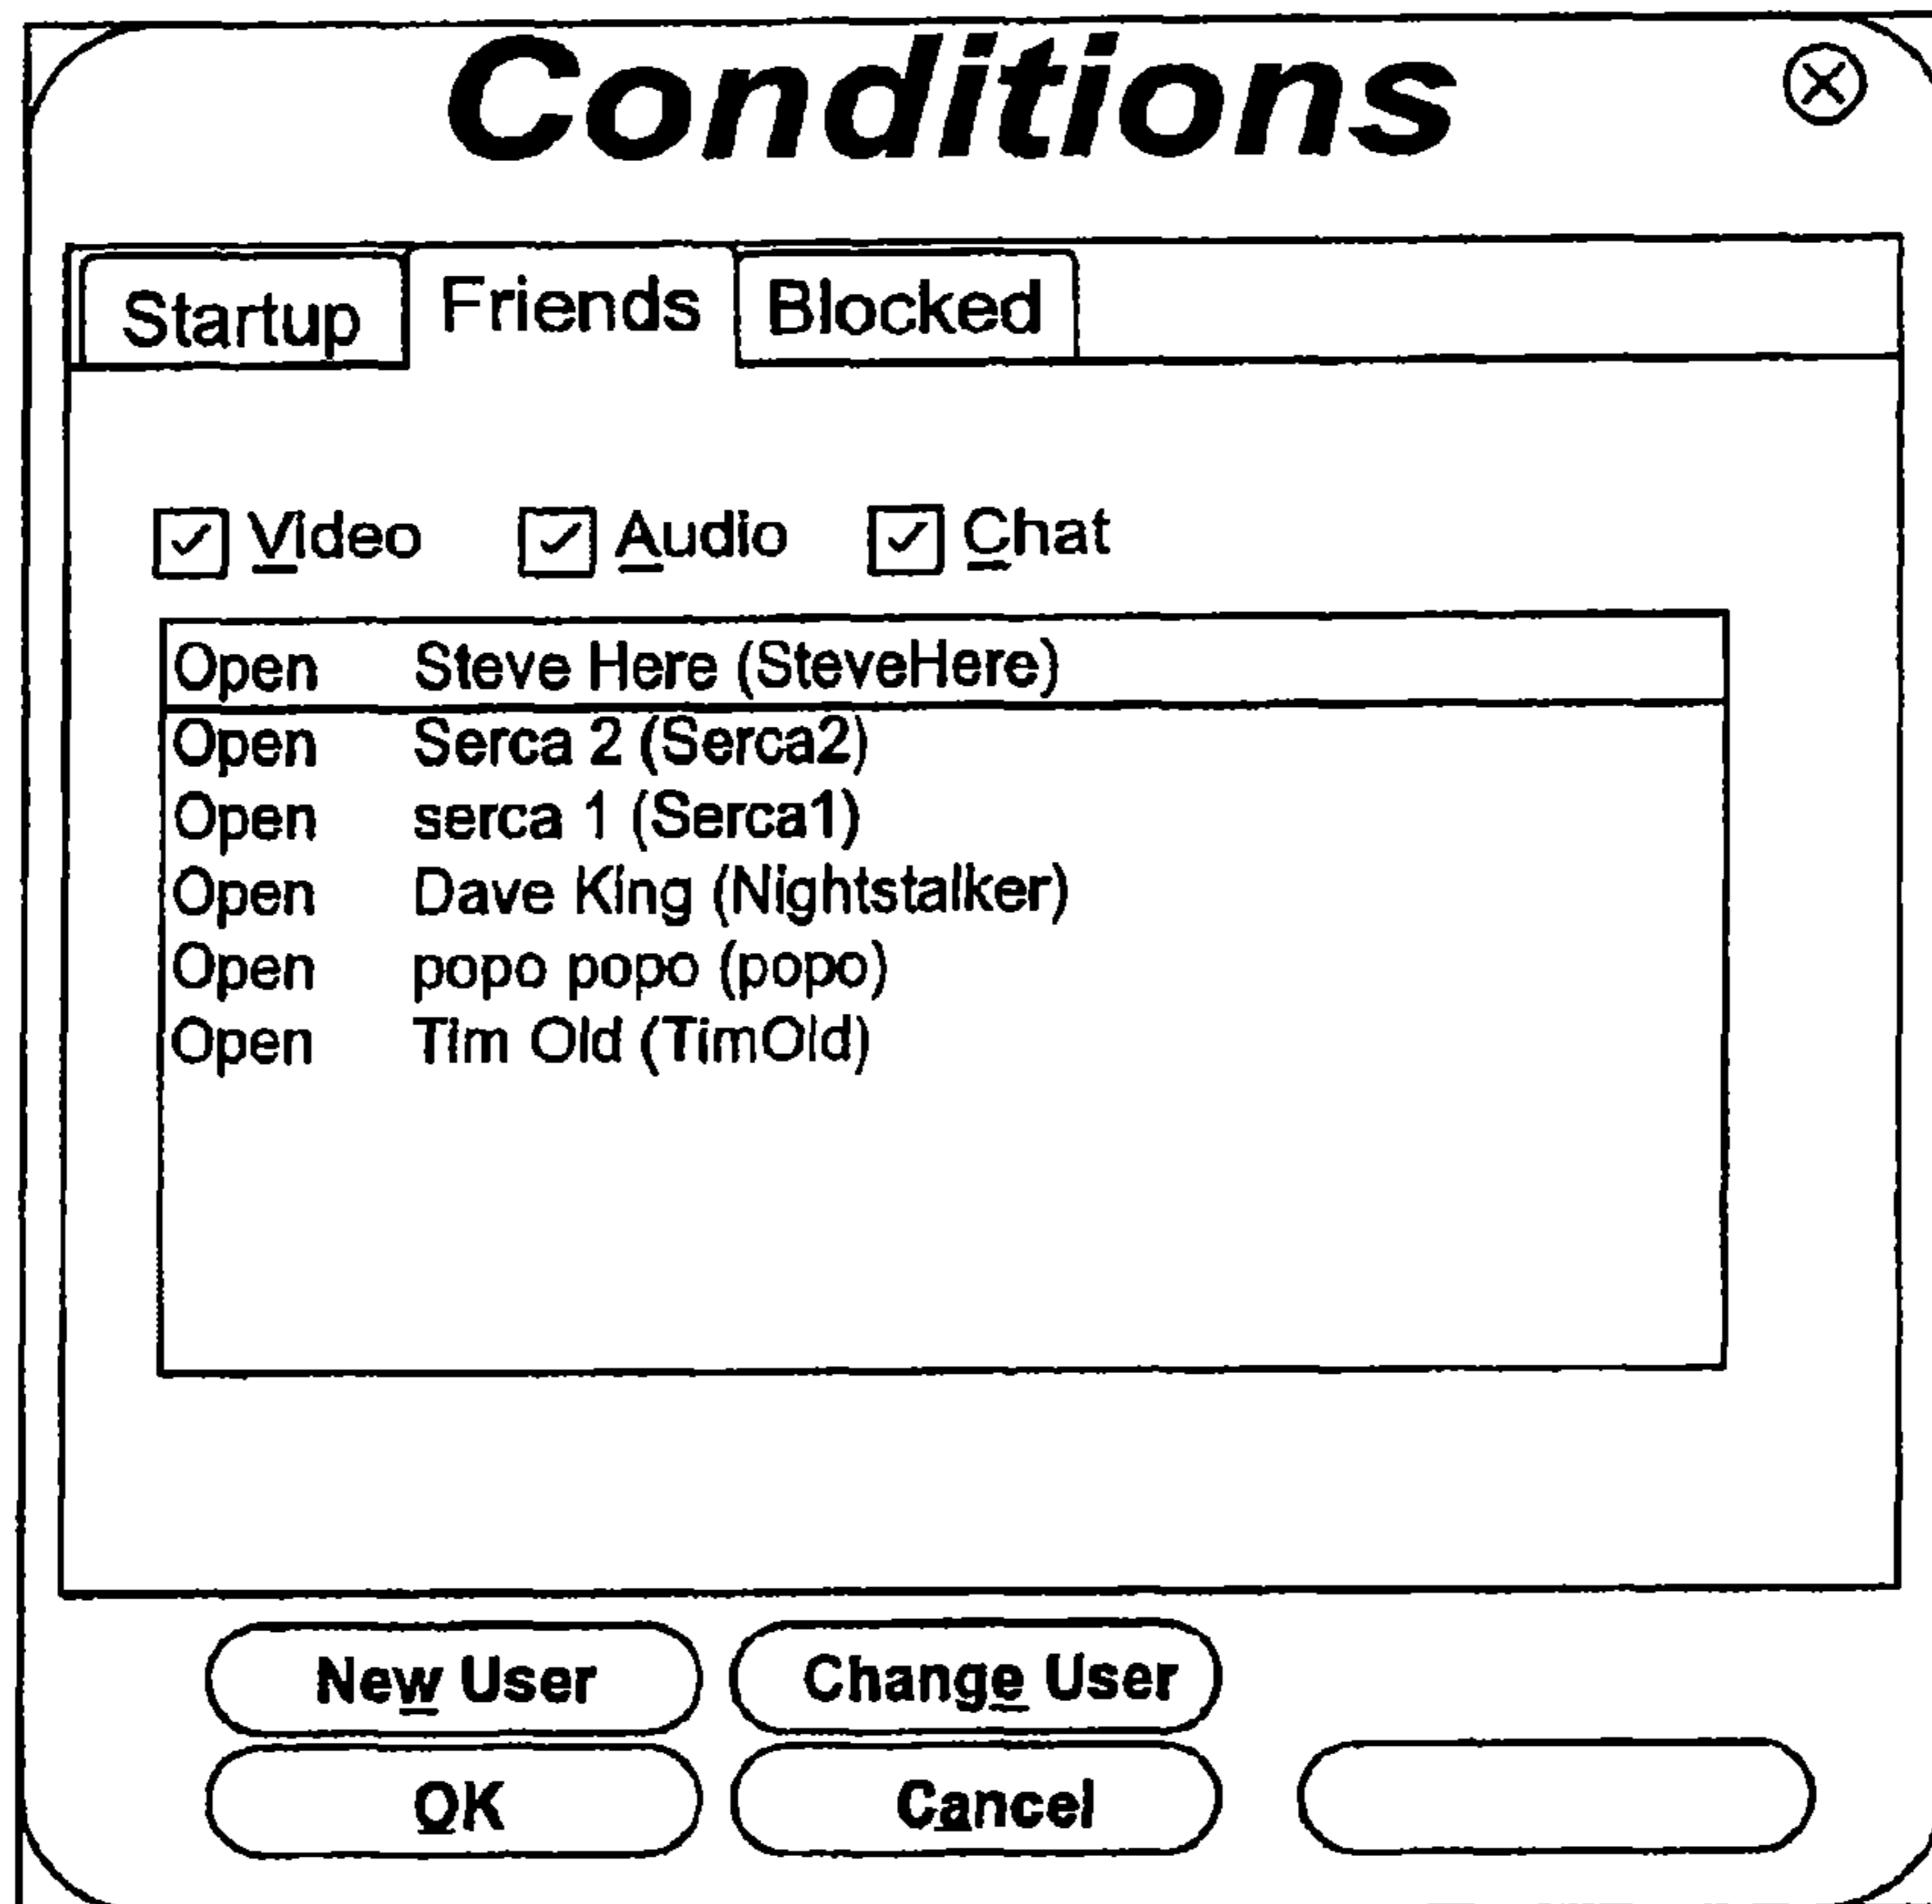 Conditions
Startup Friends Blocked
Video Audio Chat
Open Steve Here (SteveHere)
Open Serca 2 (Serca2)
Open serca 1 (Serca1)
Open Dave King (Nightstalker)
Open popo popo (popo)
Open Tim Old (TimOld)
New User Change User
OK Cancel